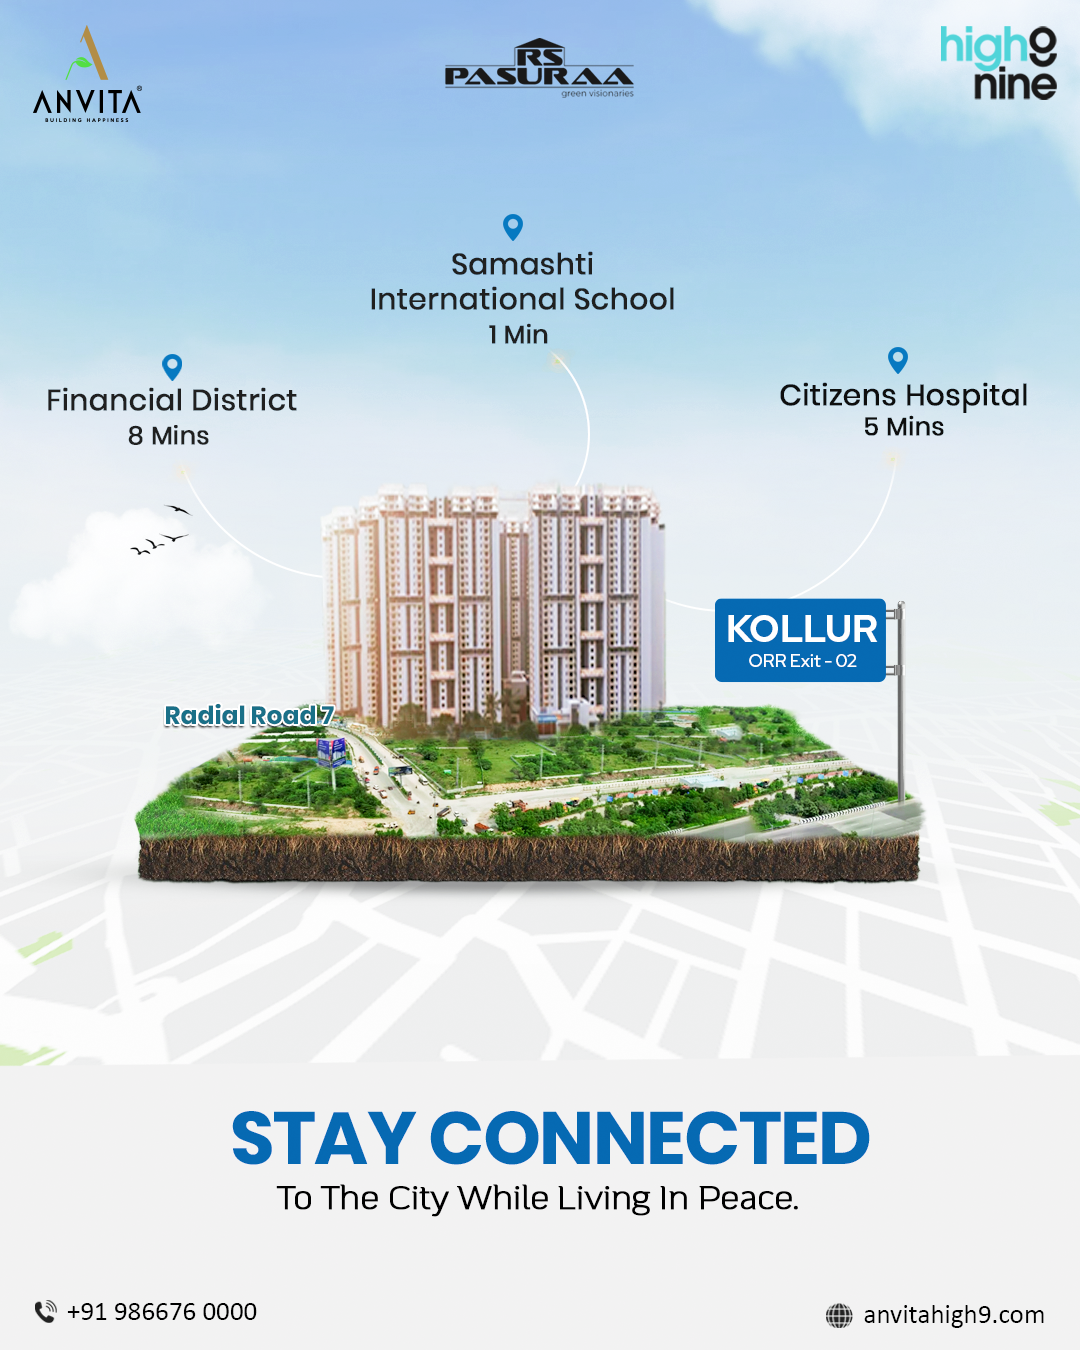 ANVITA®
BUILDING HAPPINESS
RS
PASURAA
green visionaries
high9
nine
Samashti
International School
1 Min
Financial District
8 Mins
Citizens Hospital
5 Mins
KOLLUR
ORR Exit - 02
Radial Road 7
STAY CONNECTED
To The City While Living In Peace.
+91 986676 0000
anvitahigh9.com